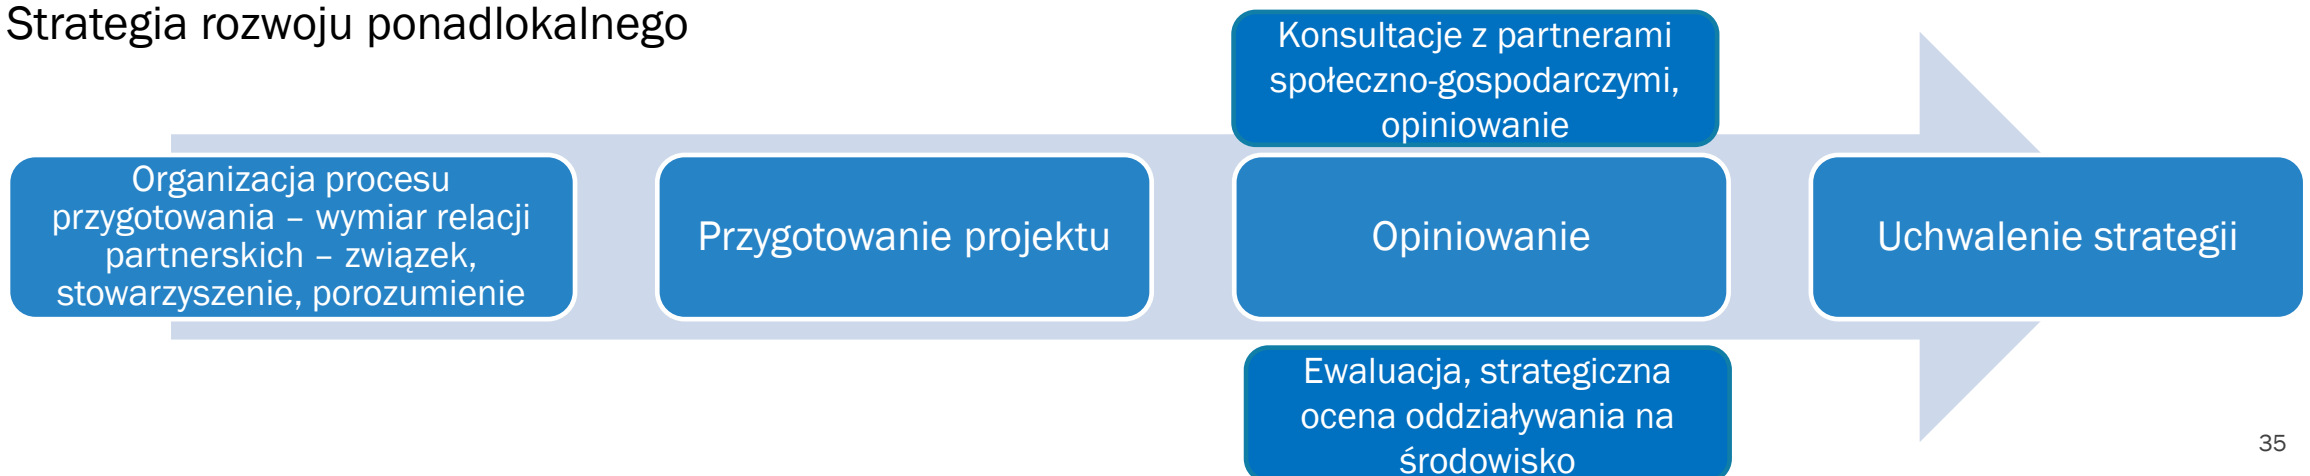 Strategia rozwoju ponadlokalnego
Konsultacje z partnerami
społeczno-gospodarczymi,
opiniowanie
Organizacja procesu
przygotowania – wymiar relacji
partnerskich – związek,
stowarzyszenie, porozumienie
Przygotowanie projektu
Opiniowanie
Uchwalenie strategii
Ewaluacja, strategiczna
ocena oddziaływania na
środowisko
35